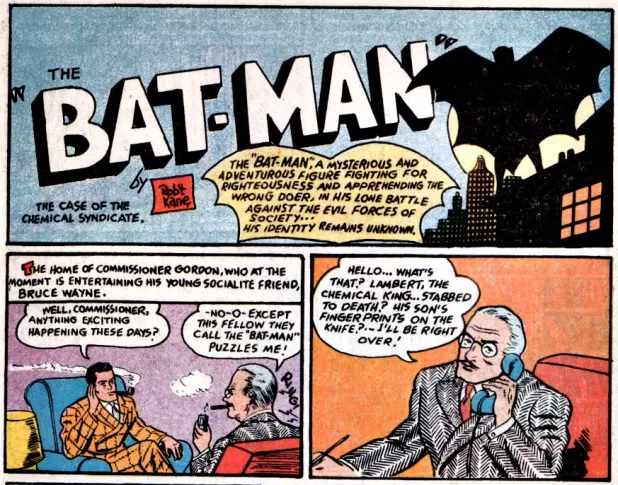 THE
"BAT-MAN"
by
Rob't
Kane
THE CASE OF THE
CHEMICAL SYNDICATE.
THE "BAT-MAN," A MYSTERIOUS AND
ADVENTUROUS FIGURE FIGHTING FOR
RIGHTEOUSNESS AND APPREHENDING THE
WRONG DOER, IN HIS LONE BATTLE
AGAINST THE EVIL FORCES OF
SOCIETY...
HIS IDENTITY REMAINS UNKNOWN.
THE HOME OF COMMISSIONER GORDON, WHO AT THE
MOMENT IS ENTERTAINING HIS YOUNG SOCIALITE FRIEND,
BRUCE WAYNE.
WELL, COMMISSIONER,
ANYTHING EXCITING
HAPPENING THESE DAYS?
-NO-O-EXCEPT
THIS FELLOW THEY
CALL THE "BAT-MAN"
PUZZLES ME!
HELLO... WHAT'S
THAT? LAMBERT, THE
CHEMICAL KING...STABBED
TO DEATH? HIS SON'S
FINGERPRINTS ON THE
KNIFE?--I'LL BE RIGHT
OVER!